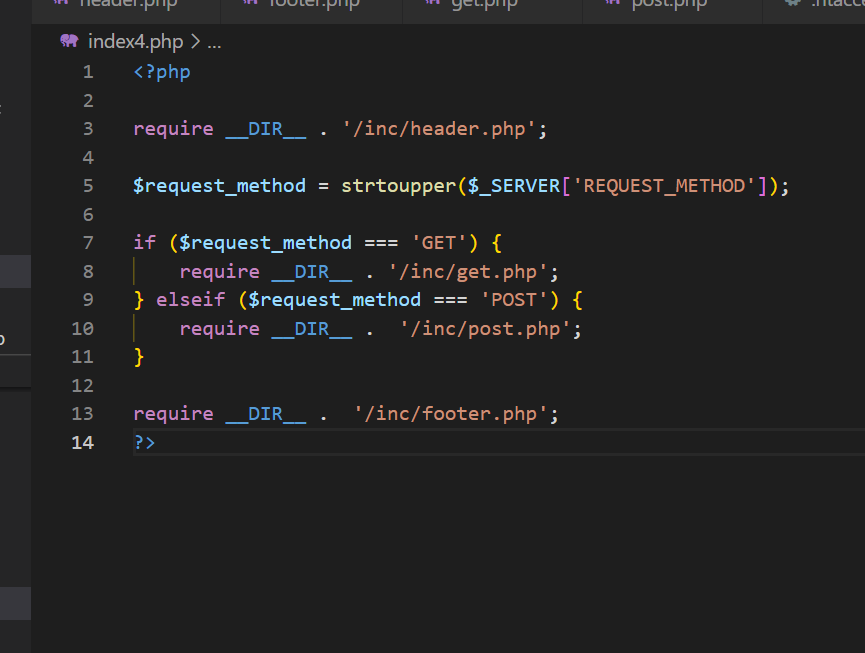 header.php footer.php get.php post.php
index4.php > ...
1 <?php
2
3 require __DIR__ . '/inc/header.php';
4
5 $request_method = strtoupper($_SERVER['REQUEST_METHOD']);
6
7 if ($request_method === 'GET') {
8     require __DIR__ . '/inc/get.php';
9 } elseif ($request_method === 'POST') {
10     require __DIR__ .  '/inc/post.php';
11 }
12
13 require __DIR__ .  '/inc/footer.php';
14 ?>